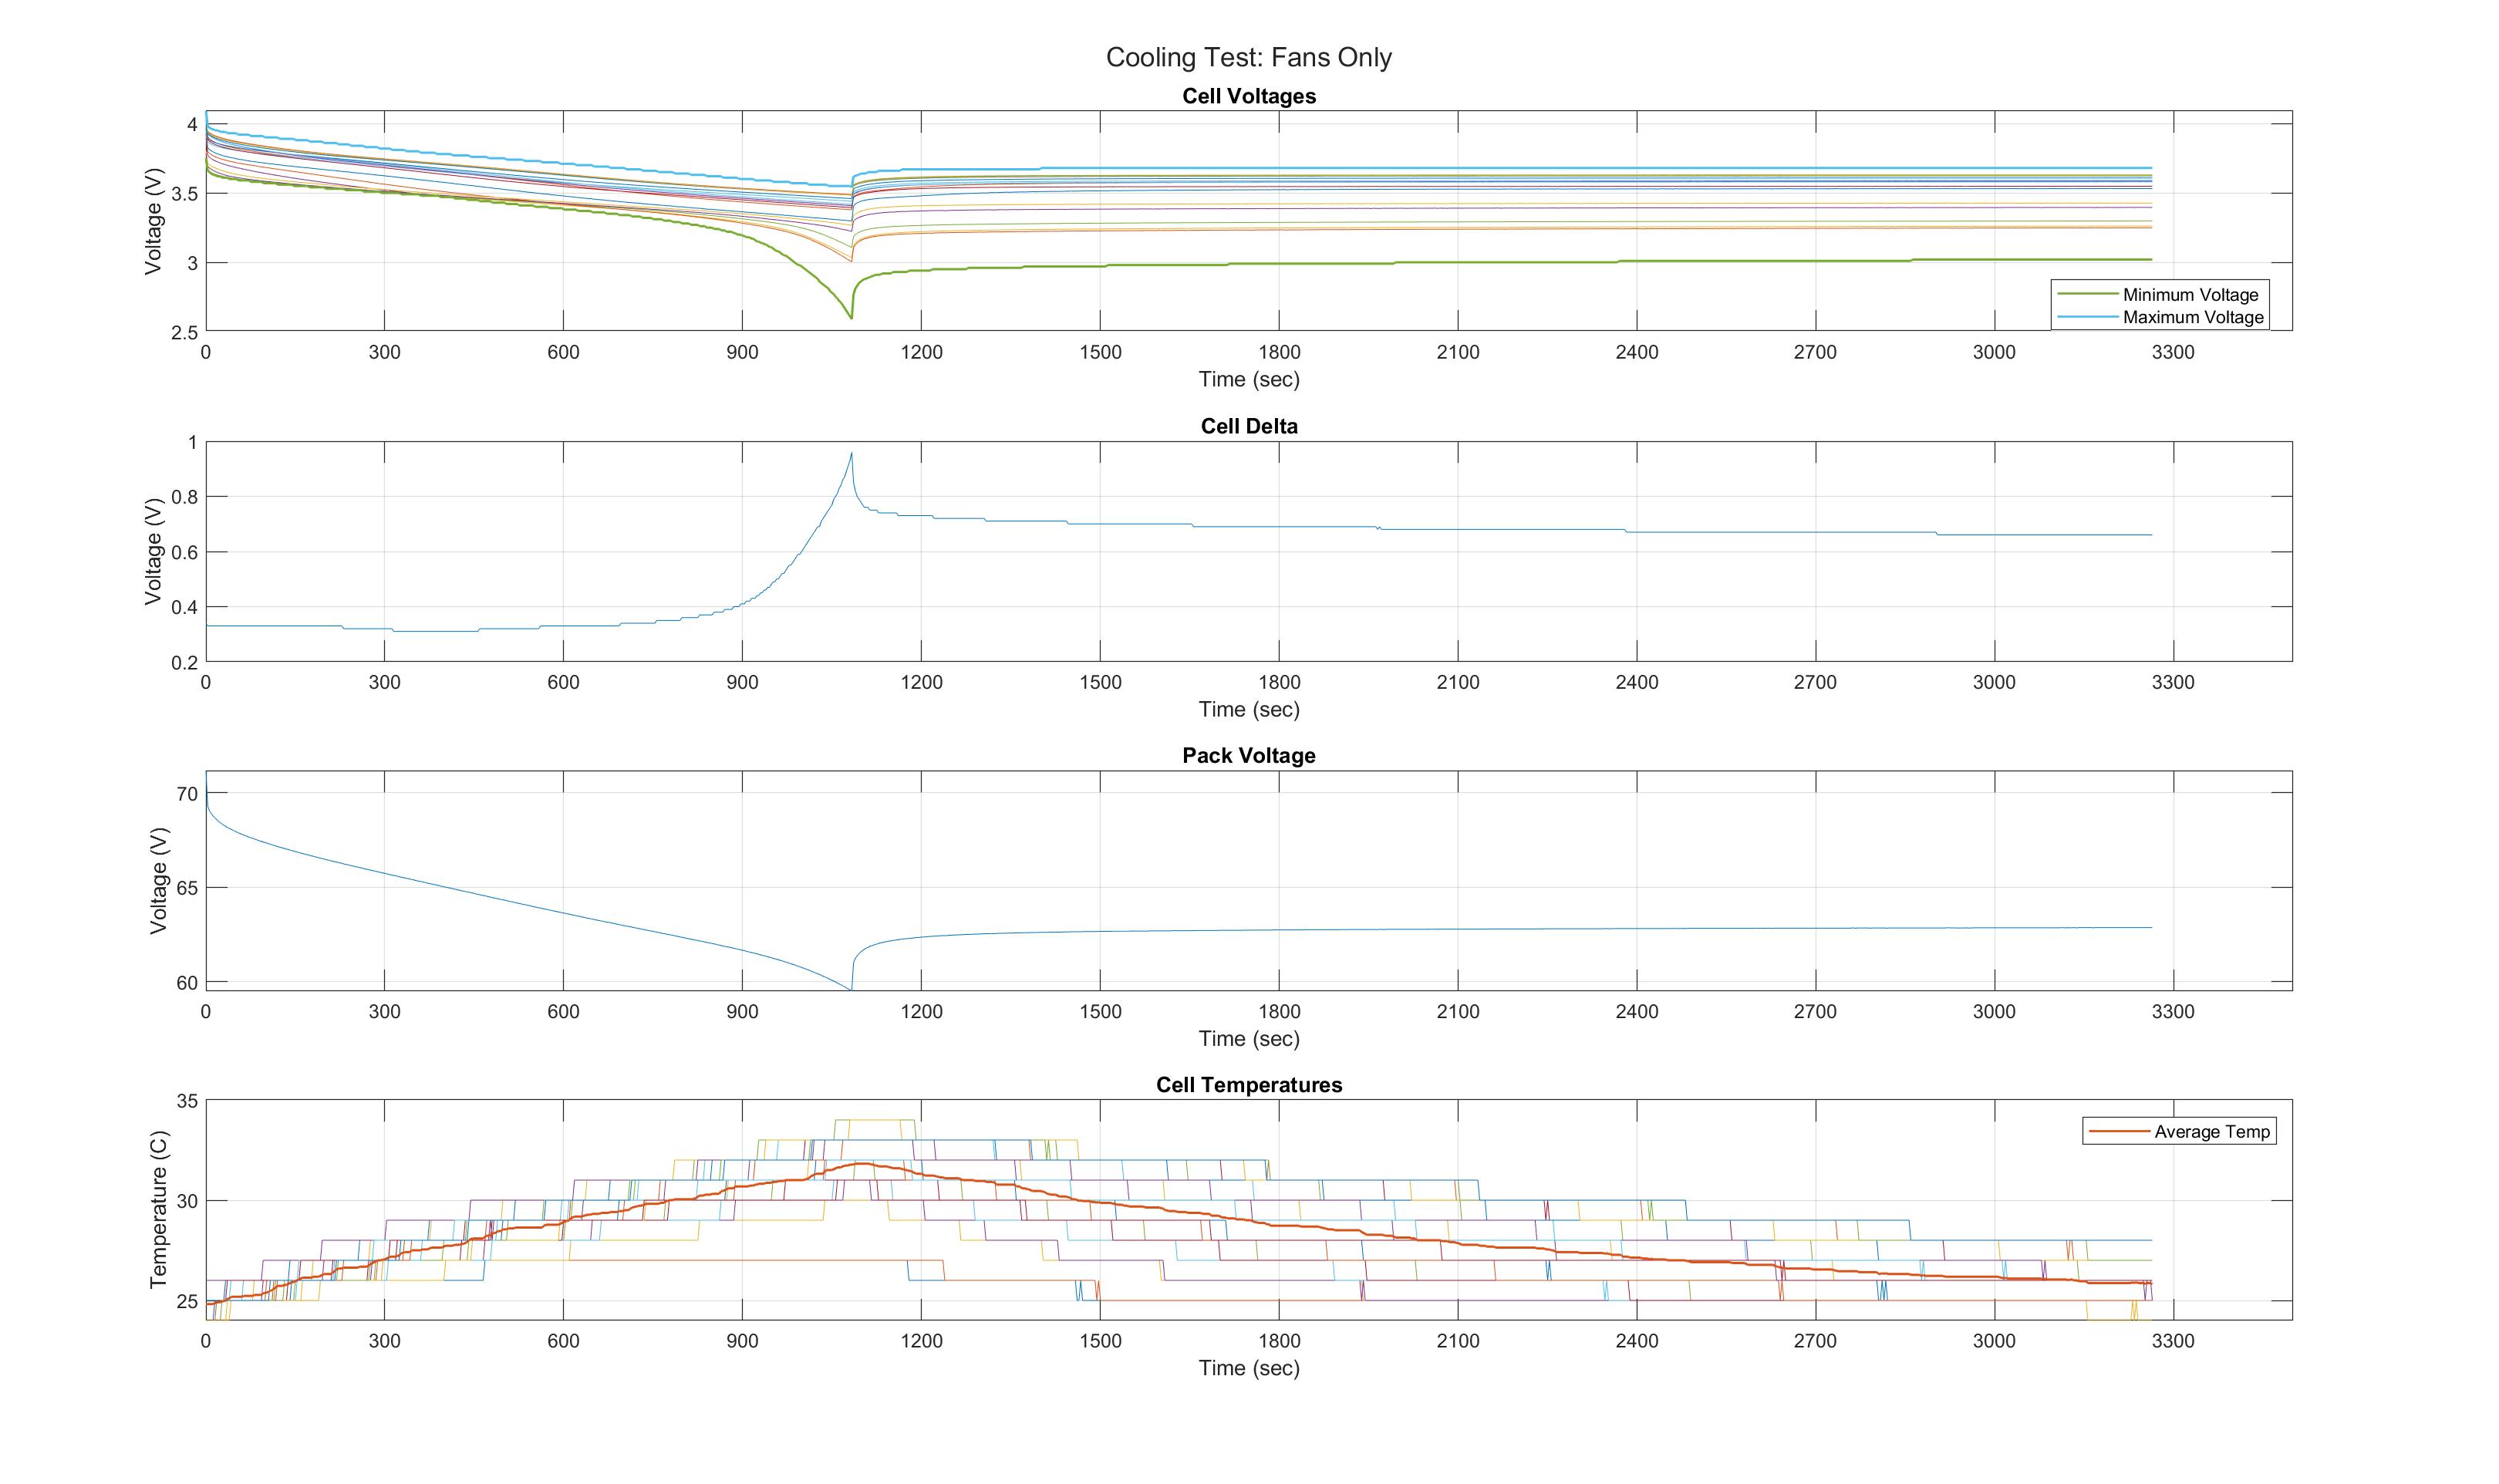 Cooling Test: Fans Only
Cell Voltages
4
3.5
3
2.5
Voltage (V)
Minimum Voltage
Maximum Voltage
0 300 600 900 1200 1500 1800 2100 2400 2700 3000 3300
Time (sec)
Cell Delta
1
0.8
0.6
0.4
0.2
Voltage (V)
0 300 600 900 1200 1500 1800 2100 2400 2700 3000 3300
Time (sec)
Pack Voltage
70
65
60
Voltage (V)
0 300 600 900 1200 1500 1800 2100 2400 2700 3000 3300
Time (sec)
Cell Temperatures
35
30
25
Temperature (C)
Average Temp
0 300 600 900 1200 1500 1800 2100 2400 2700 3000 3300
Time (sec)